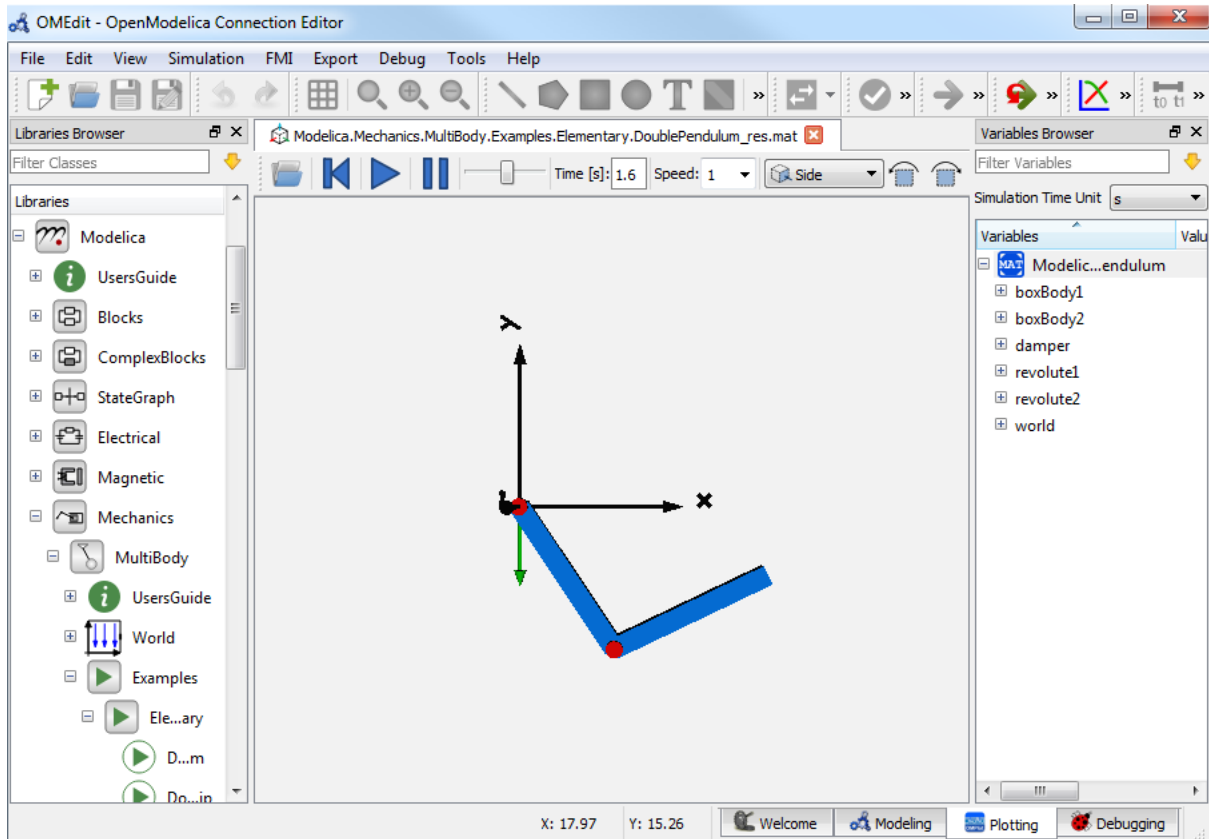 OMEdit - OpenModelica Connection Editor
File Edit View Simulation FMI Export Debug Tools Help
T » » » » » t0 t1 »
Libraries Browser
Modelica.Mechanics.MultiBody.Examples.Elementary.DoublePendulum_res.mat
Variables Browser
Filter Classes
Time [s]: 1.6 Speed: 1 Side
Filter Variables
Simulation Time Unit s
Libraries
Variables Valu
Modelica
MAT Modelic...endulum
i UsersGuide
boxBody1
Blocks
boxBody2
ComplexBlocks
damper
StateGraph
revolute1
Electrical
revolute2
Magnetic
world
Mechanics
MultiBody
i UsersGuide
World
Examples
Ele...ary
D...m
Do...ip
Y
X
X: 17.97 Y: 15.26 Welcome Modeling Plotting Debugging